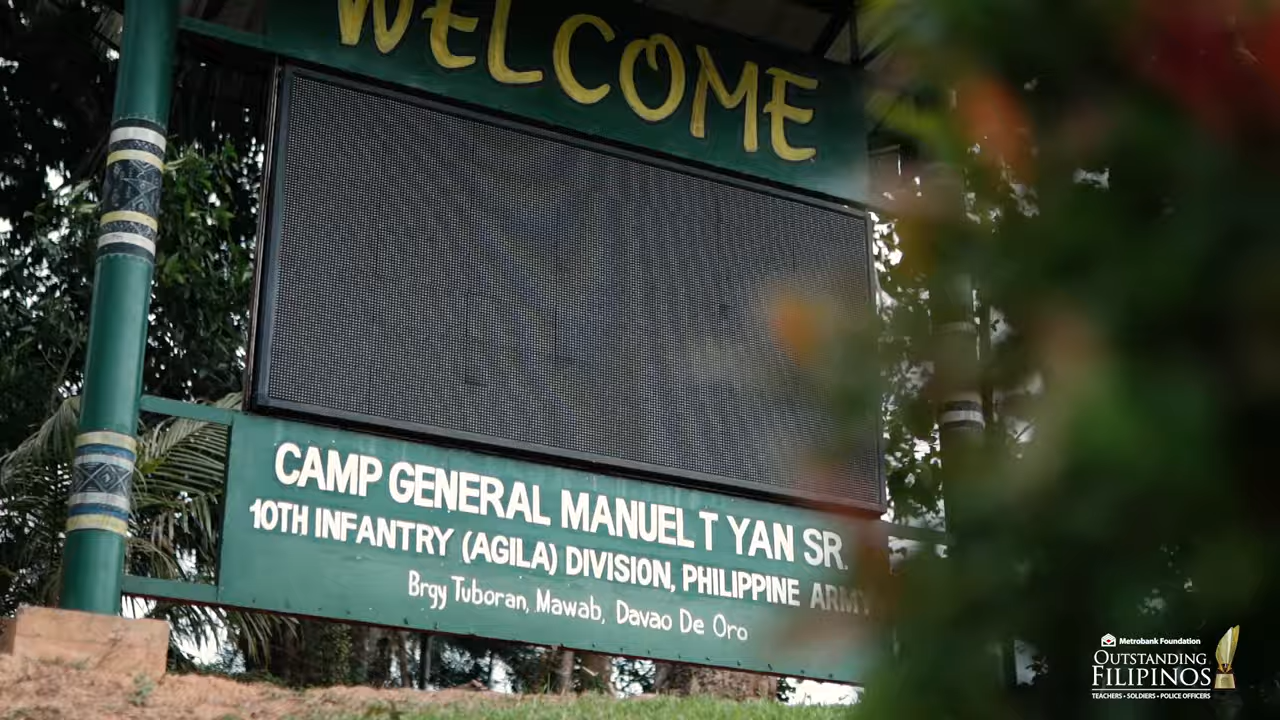 WELCOME
CAMP GENERAL MANUEL T YAN SR.
10TH INFANTRY (AGILA) DIVISION, PHILIPPINE ARMY
Brgy Tuboran, Mawab, Davao De Oro
Metrobank Foundation
OUTSTANDING
FILIPINOS
TEACHERS • SOLDIERS • POLICE OFFICERS